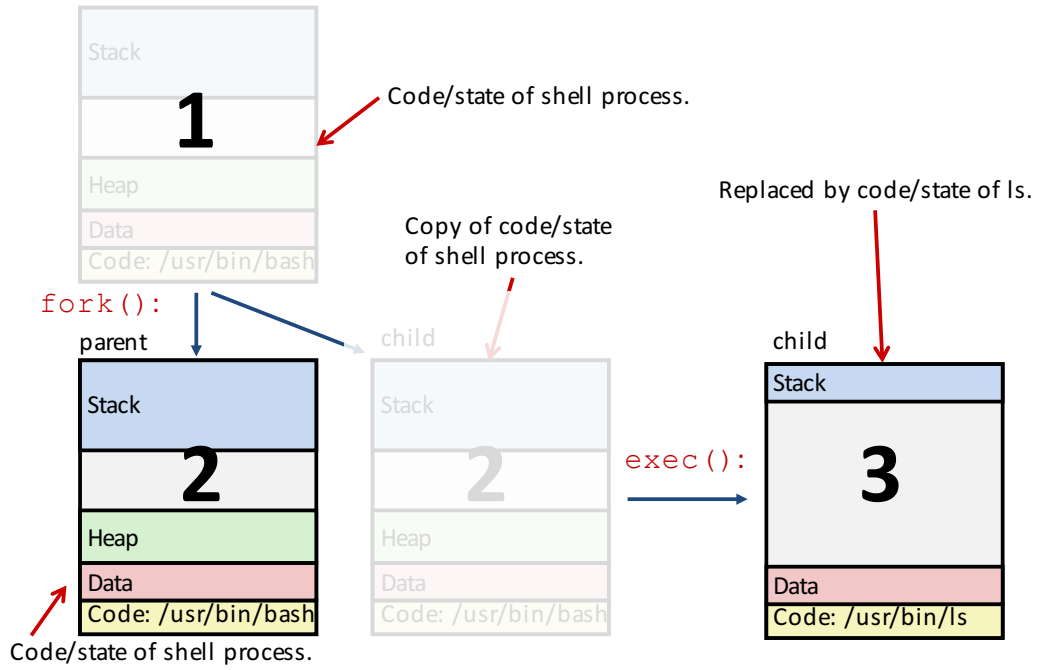 Stack
1
Code/state of shell process.
Heap
Data
Code: /usr/bin/bash
Copy of code/state
of shell process.
Replaced by code/state of ls.
fork():
parent
child
child
Stack
2
Heap
Data
Code: /usr/bin/bash
Stack
2
Heap
Data
Code: /usr/bin/bash
exec():
Stack
3
Data
Code: /usr/bin/ls
Code/state of shell process.